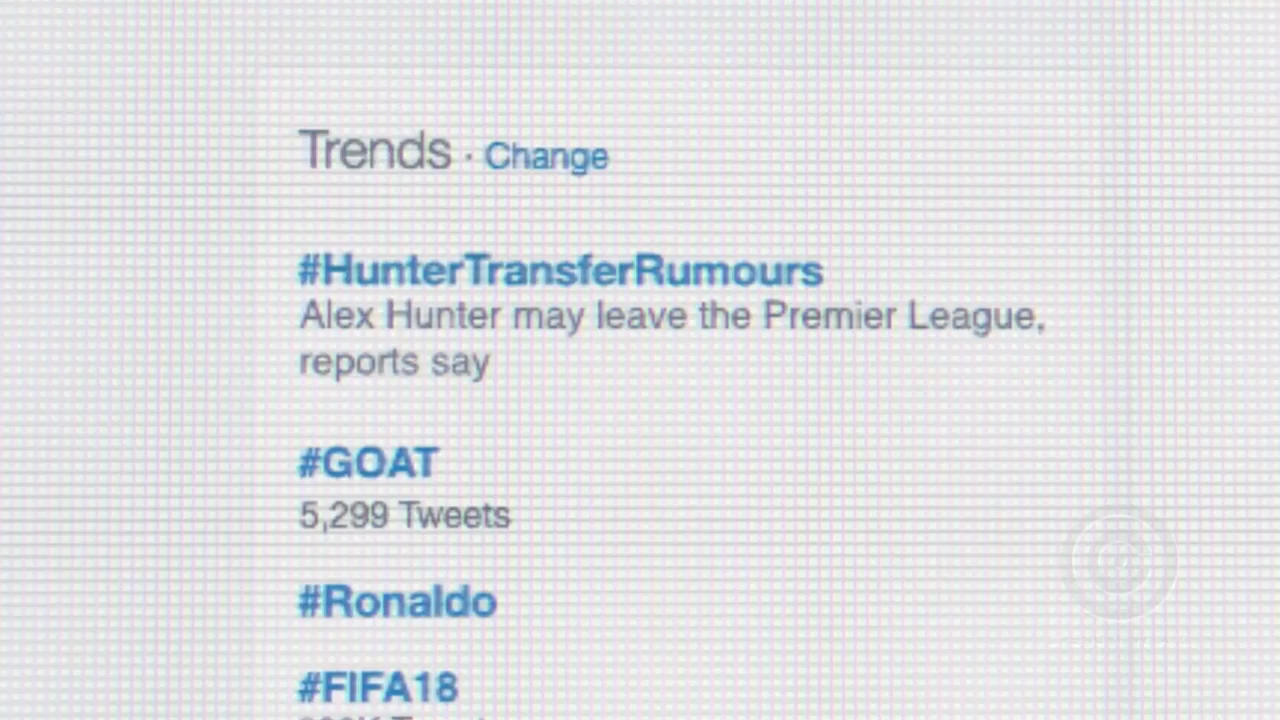 Trends · Change
#HunterTransferRumours
Alex Hunter may leave the Premier League,
reports say
#GOAT
5,299 Tweets
#Ronaldo
#FIFA18